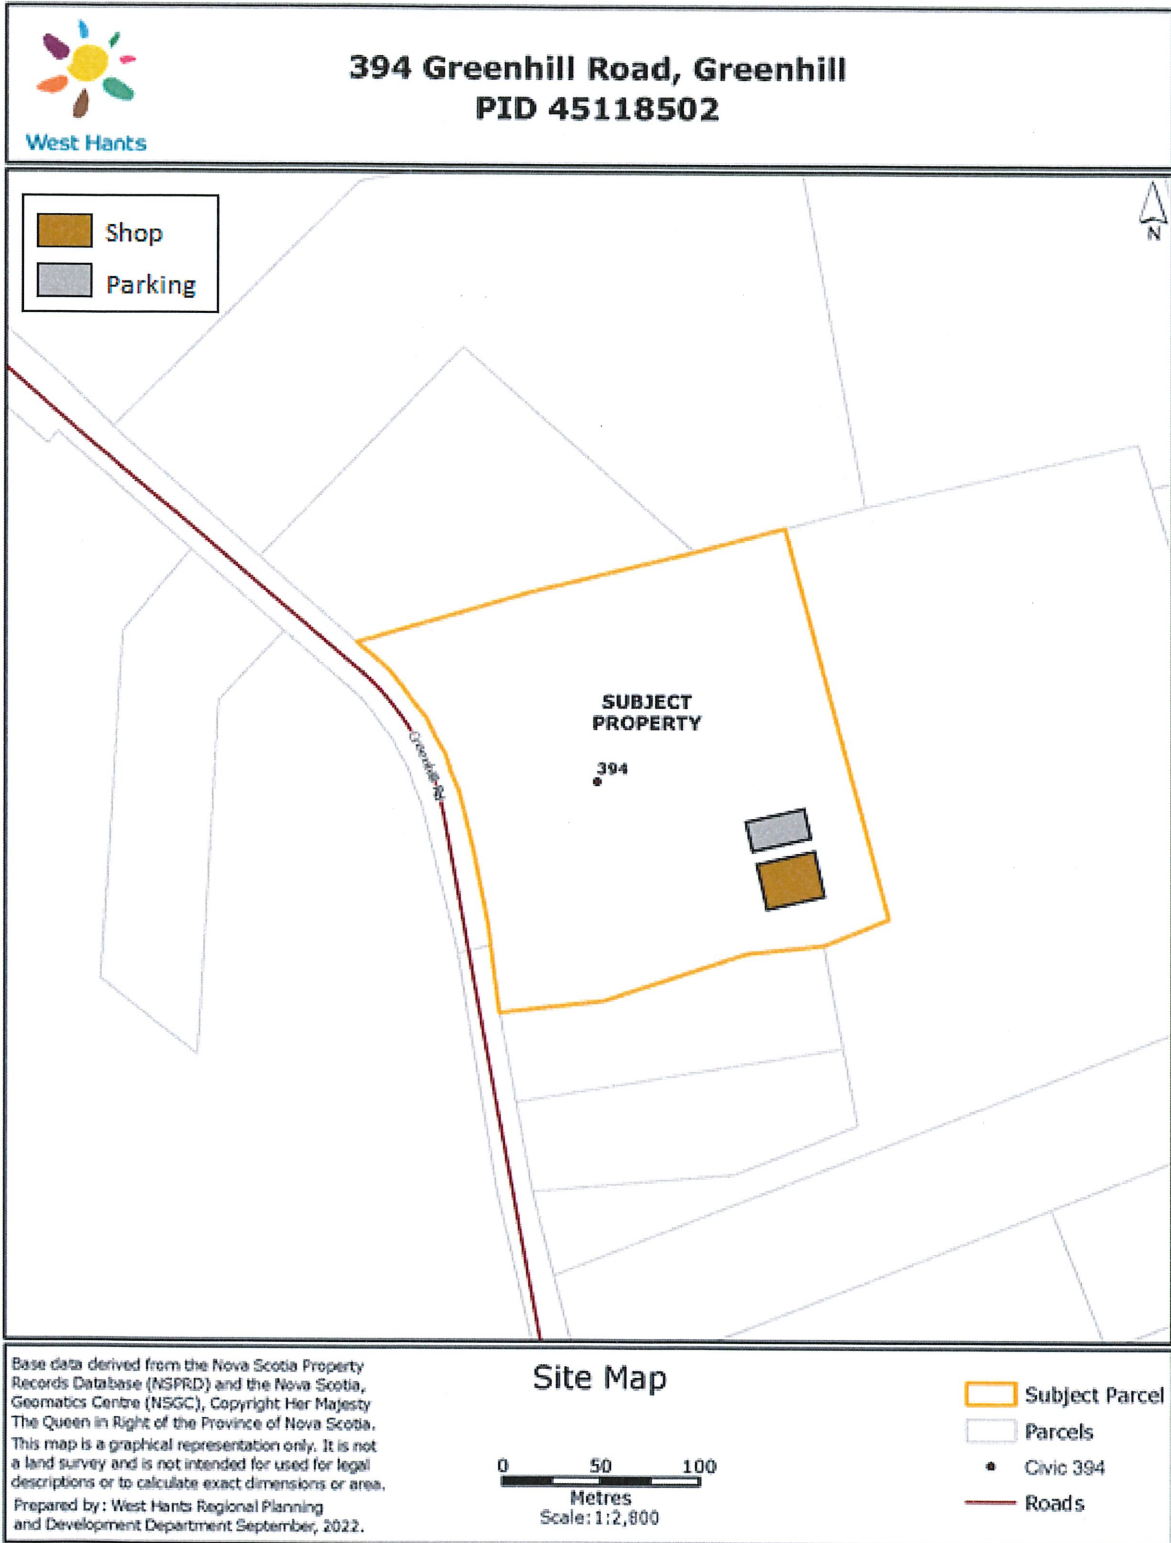 West Hants
394 Greenhill Road, Greenhill
PID 45118502
Shop
Parking
N
SUBJECT
PROPERTY
394
Greenhill Rd
Base data derived from the Nova Scotia Property
Records Database (NSPRD) and the Nova Scotia,
Geomatics Centre (NSGC), Copyright Her Majesty
The Queen in Right of the Province of Nova Scotia.
This map is a graphical representation only. It is not
a land survey and is not intended for used for legal
descriptions or to calculate exact dimensions or area.
Prepared by: West Hants Regional Planning
and Development Department September, 2022.
Site Map
0 50 100
Metres
Scale: 1:2,800
Subject Parcel
Parcels
Civic 394
Roads